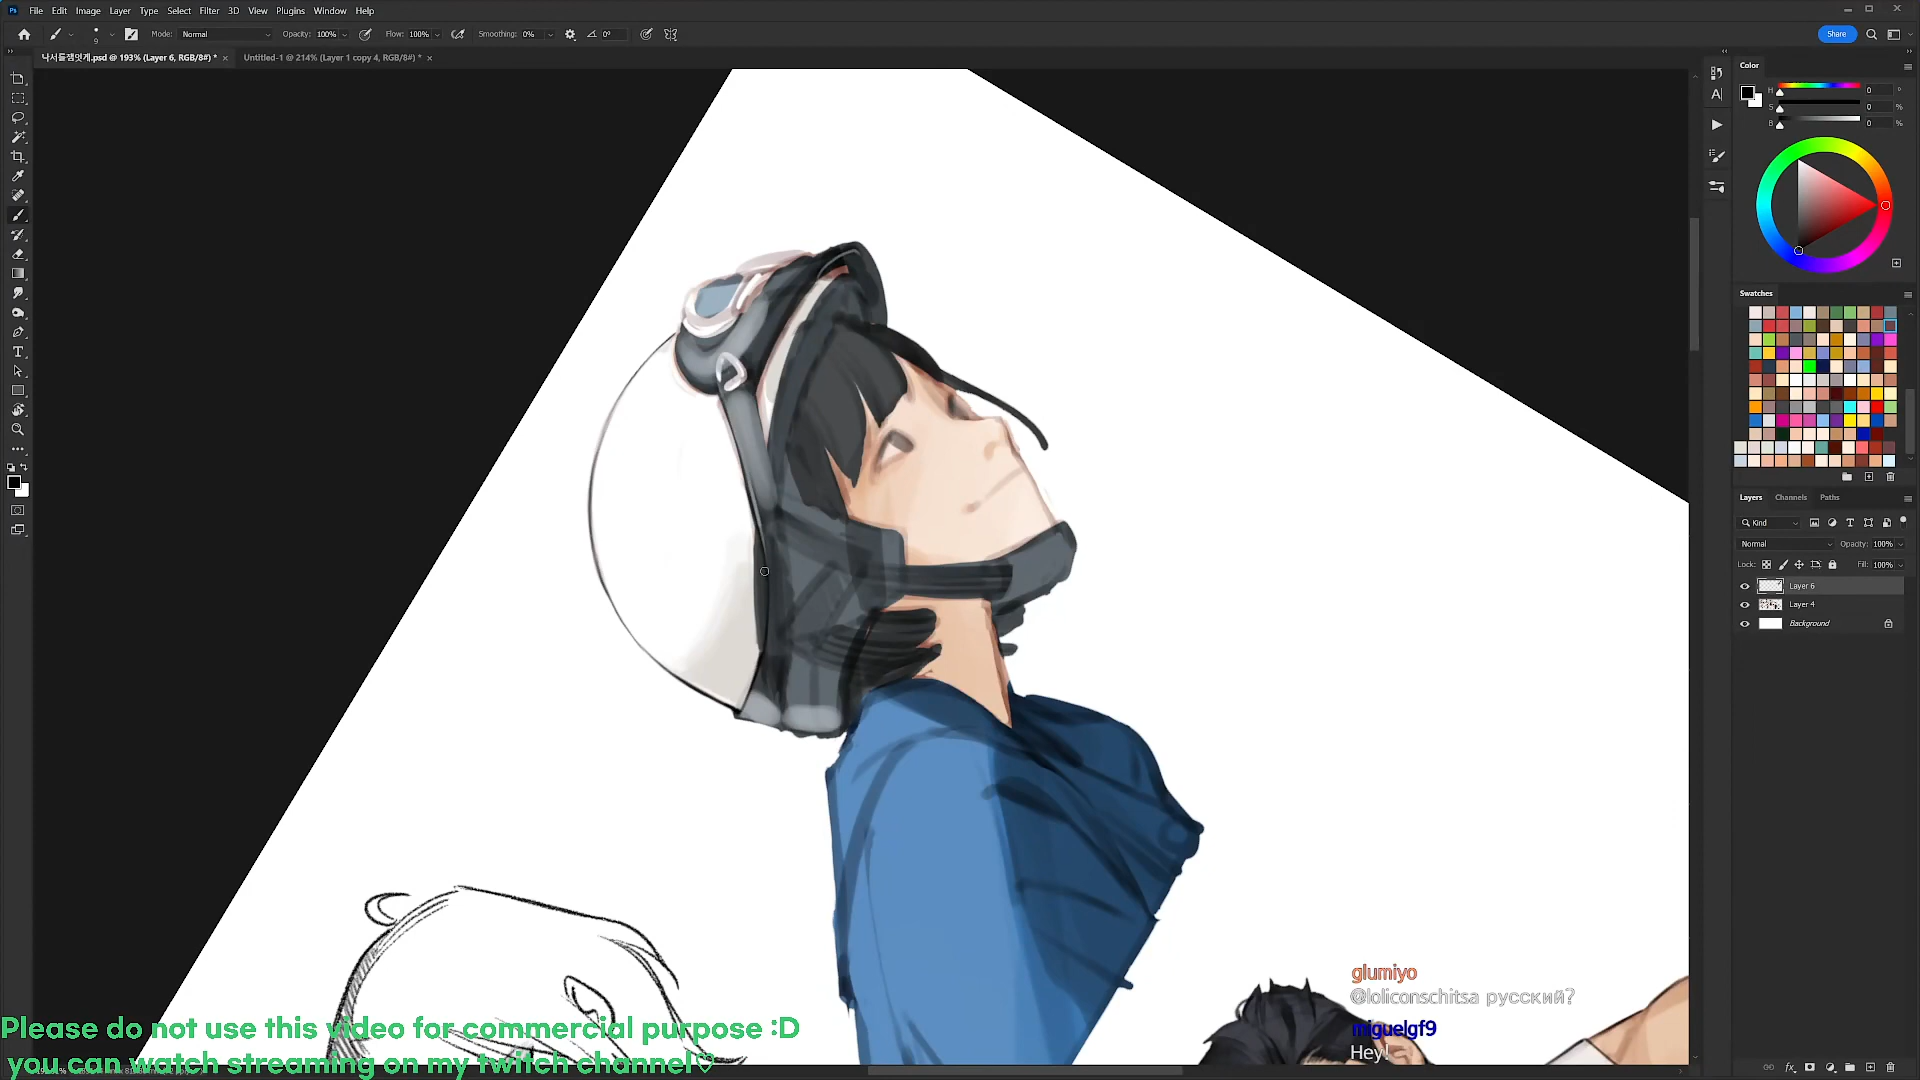 File Edit Image Layer Type Select Filter 3D View Plugins Window Help
Mode: Normal Opacity: 100% Flow: 100% Smoothing: 0% 0° Share
나서들잼밋게.psd @ 193% (Layer 6, RGB/8#) * Untitled-1 @ 214% (Layer 1 copy 4, RGB/8#) *
Color
H 0 °
S 0 %
B 0 %
Swatches
Layers Channels Paths
Kind
Normal Opacity: 100%
Lock: Fill: 100%
Layer 6
Layer 4
Background
glumiyo
@loliconschitsa русский?
miguelgf9
Hey!
Please do not use this video for commercial purpose :D
you can watch streaming on my twitch channel♡